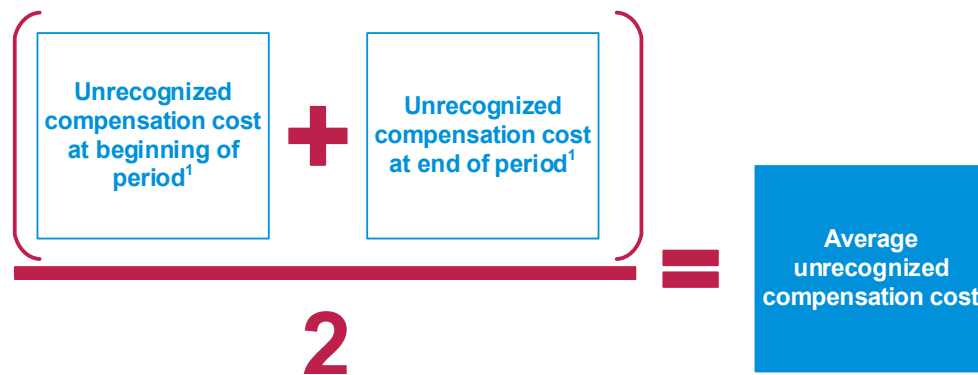 Unrecognized
compensation cost
at beginning of
period¹
+
Unrecognized
compensation cost
at end of period¹
=
Average
unrecognized
compensation cost
2